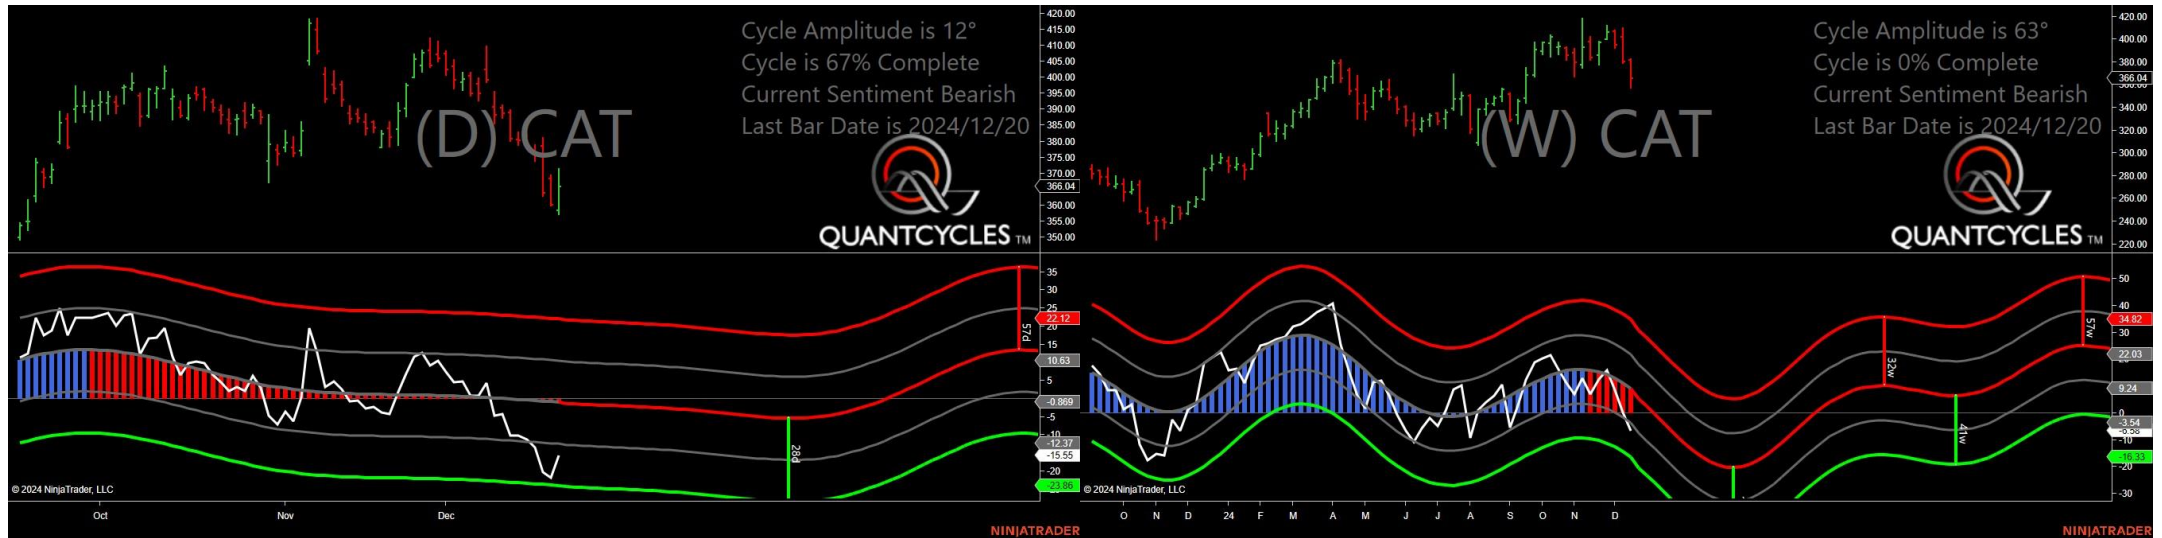 Cycle Amplitude is 12°
Cycle is 67% Complete
Current Sentiment Bearish
Last Bar Date is 2024/12/20
(D) CAT
QUANTCYCLES TM
420.00
415.00
410.00
405.00
400.00
395.00
390.00
385.00
380.00
375.00
370.00
366.04
360.00
355.00
350.00
35
30
25
22.12
20
15
10.63
5
-0.869
-5
-10
-12.37
-15.55
-20
-23.86
57d
28d
© 2024 NinjaTrader, LLC
Oct Nov Dec
NINJATRADER
Cycle Amplitude is 63°
Cycle is 0% Complete
Current Sentiment Bearish
Last Bar Date is 2024/12/20
(W) CAT
QUANTCYCLES TM
420.00
400.00
380.00
366.04
360.00
340.00
320.00
300.00
280.00
260.00
240.00
220.00
50
40
34.82
30
22.03
9.24
0
-3.54
-10
-16.33
-20
-30
32w
57w
41w
© 2024 NinjaTrader, LLC
O N D 24 F M A M J J A S O N D
NINJATRADER